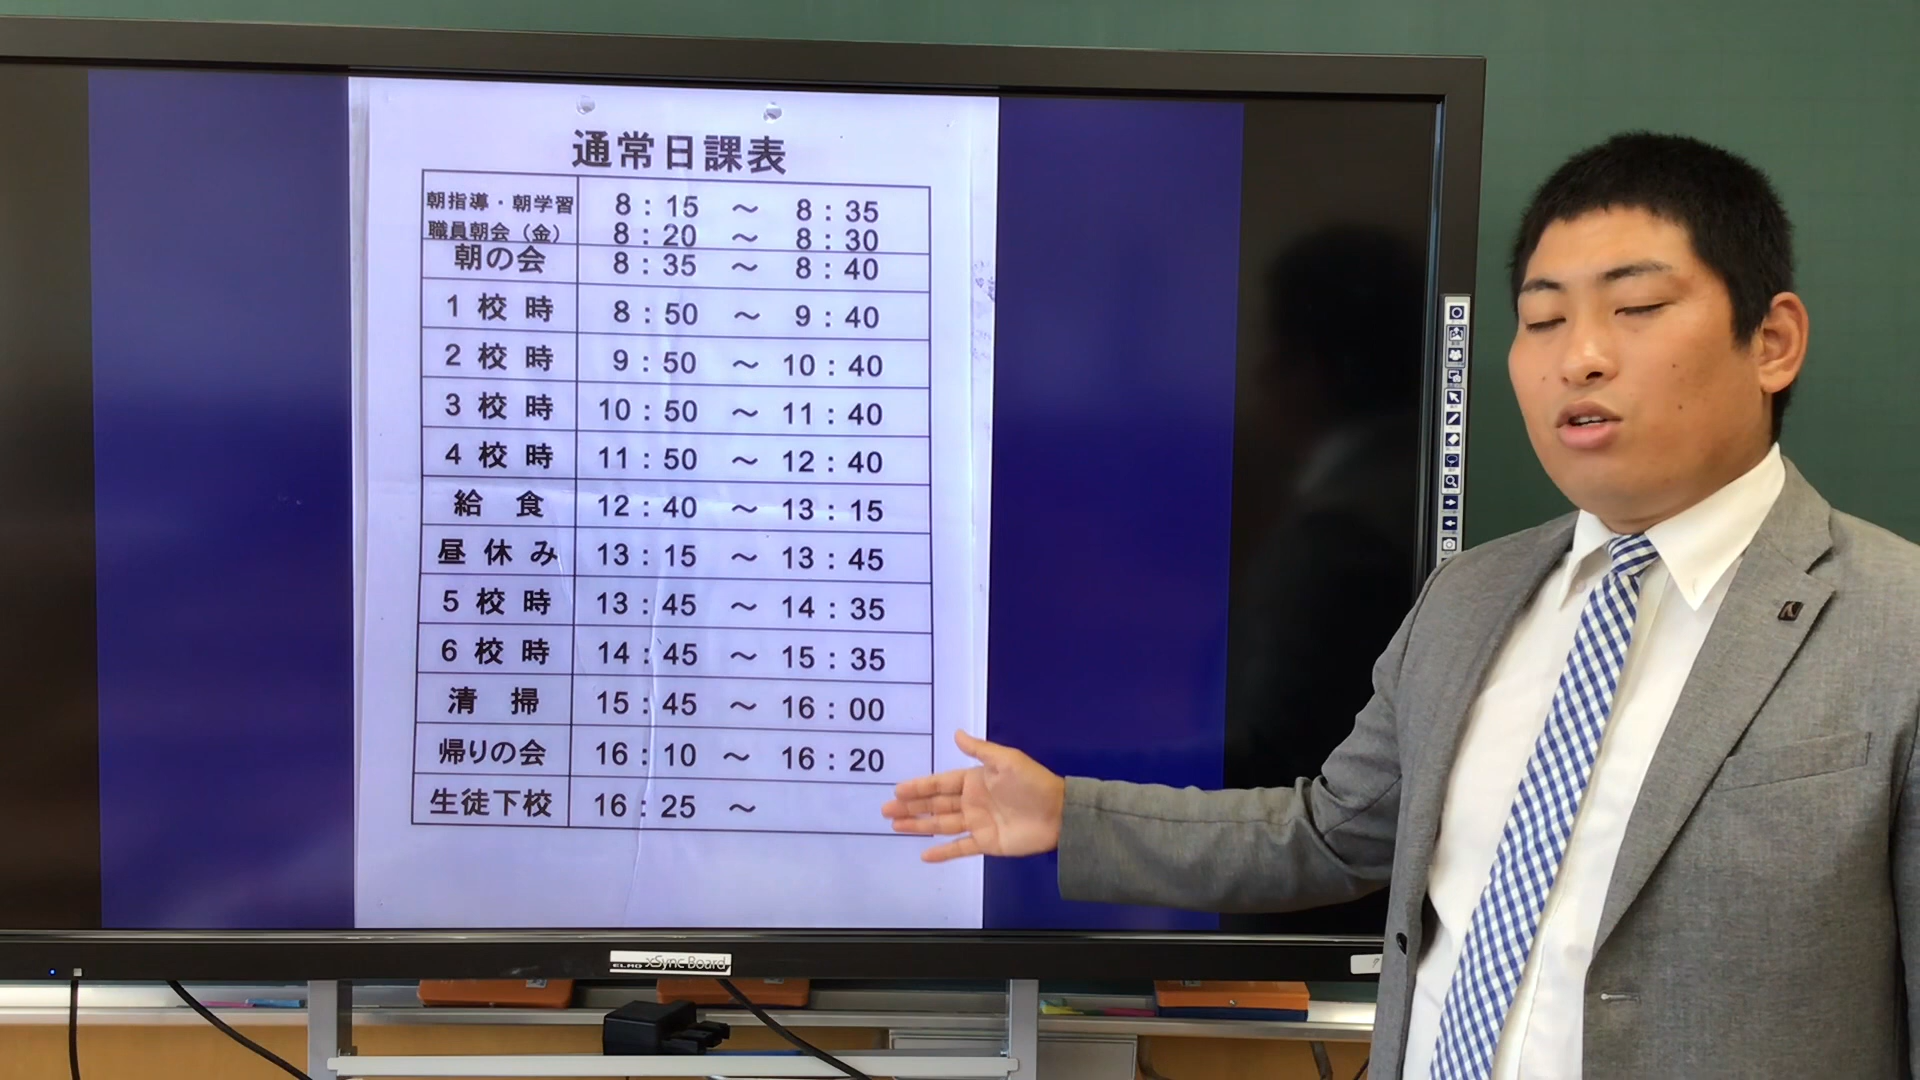 通常日課表
朝指導・朝学習 8:15 ～ 8:35
職員朝会（金） 8:20 ～ 8:30
朝の会 8:35 ～ 8:40
1校時 8:50 ～ 9:40
2校時 9:50 ～ 10:40
3校時 10:50 ～ 11:40
4校時 11:50 ～ 12:40
給食 12:40 ～ 13:15
昼休み 13:15 ～ 13:45
5校時 13:45 ～ 14:35
6校時 14:45 ～ 15:35
清掃 15:45 ～ 16:00
帰りの会 16:10 ～ 16:20
生徒下校 16:25 ～
ELMO xSync Board